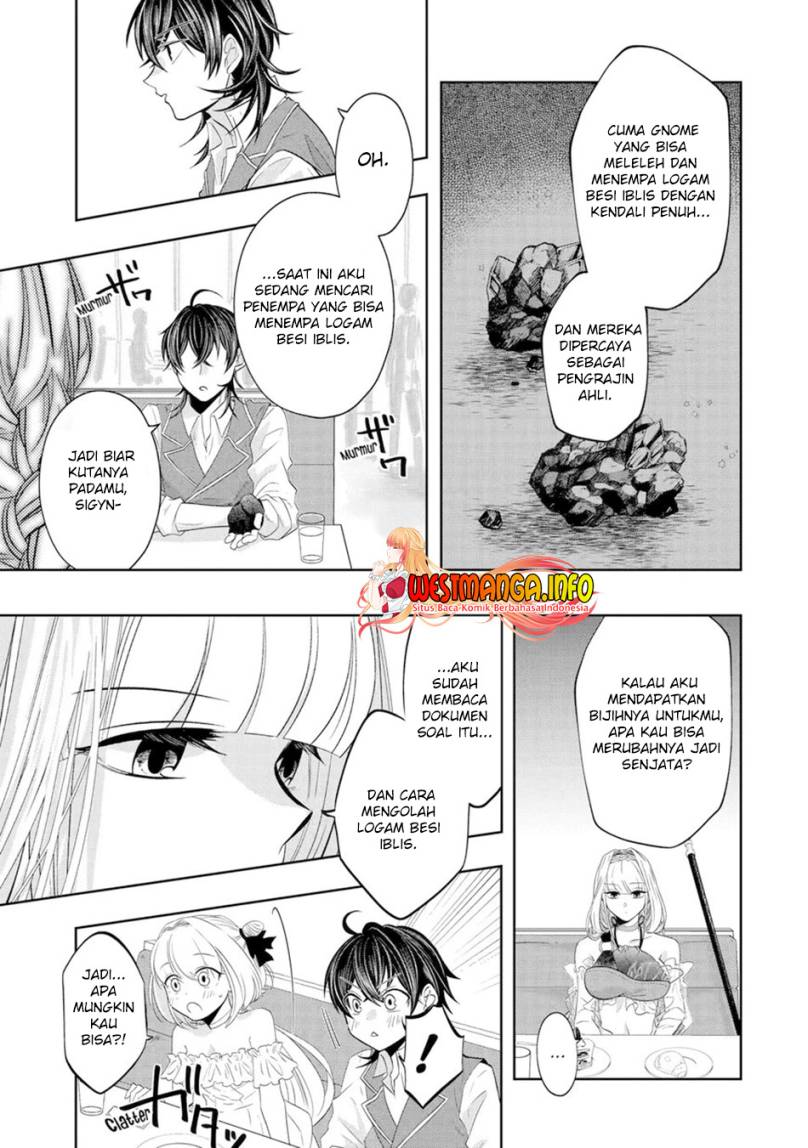 CUMA GNOME
YANG BISA
MELELEH DAN
MENEMPA LOGAM
BESI IBLIS DENGAN
KENDALI PENUH...
DAN MEREKA
DIPERCAYA
SEBAGAI
PENGRAJIN
AHLI.
OH.
...SAAT INI AKU
SEDANG MENCARI
PENEMPA YANG BISA
MENEMPA LOGAM
BESI IBLIS.
ザワ
Murmur
ザワ
Murmur
JADI BIAR
KUTANYA
PADAMU,
SIGYN-
WESTMANGA.INFO
Situs Baca Komik Berbahasa Indonesia
KALAU AKU
MENDAPATKAN
BIJIHNYA UNTUKMU,
APA KAU BISA
MERUBAHNYA JADI
SENJATA?
...
...AKU
SUDAH
MEMBACA
DOKUMEN
SOAL ITU...
DAN CARA
MENGOLAH
LOGAM BESI
IBLIS.
!
JADI...
APA
MUNGKIN
KAU
BISA?!
Clatter
ガタッ